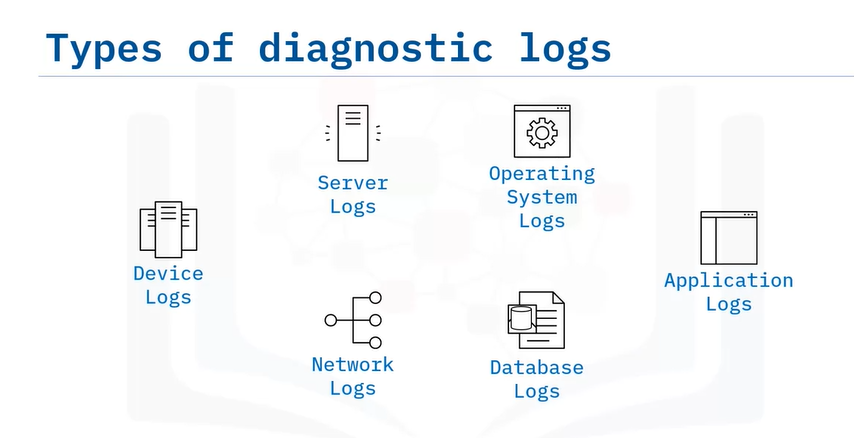 Types of diagnostic logs
Server
Logs
Operating
System
Logs
Device
Logs
Application
Logs
Network
Logs
Database
Logs